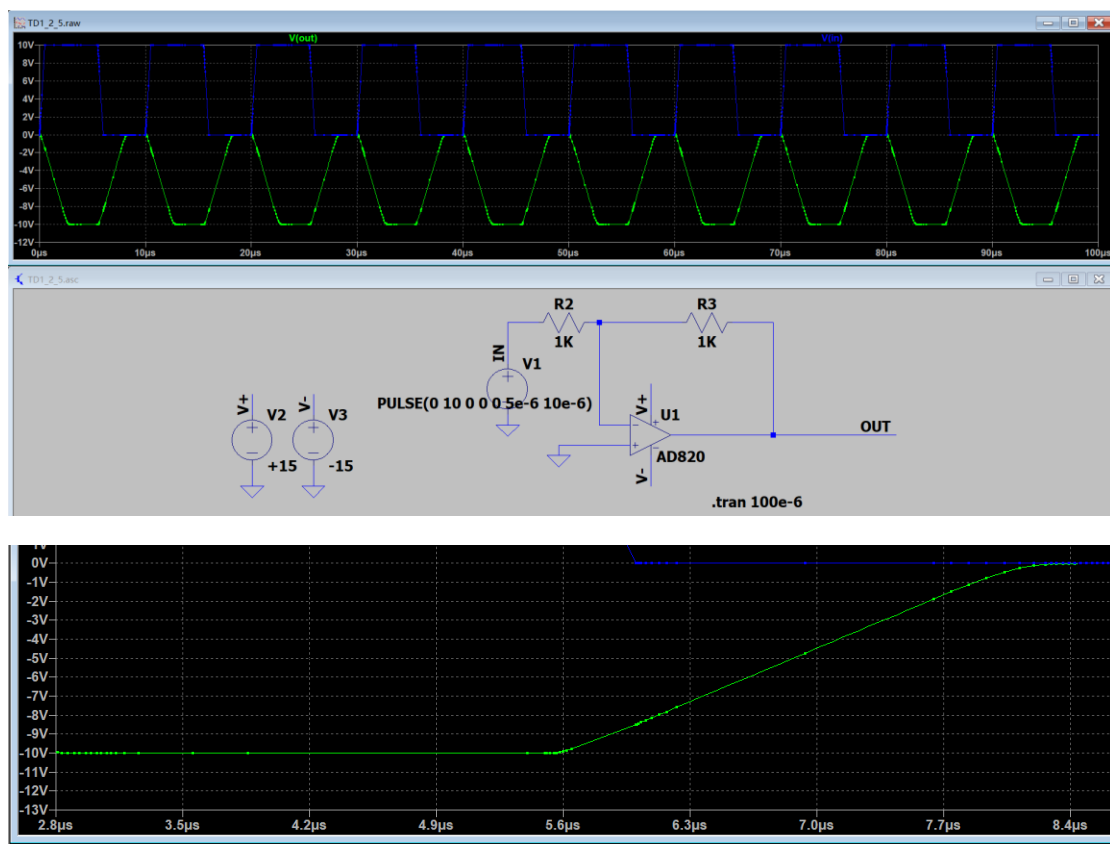 TD1_2_5.raw
V(out) V(in)
10V
8V
6V
4V
2V
0V
-2V
-4V
-6V
-8V
-10V
-12V
0µs 10µs 20µs 30µs 40µs 50µs 60µs 70µs 80µs 90µs 100µs
TD1_2_5.asc
R2 R3
1K 1K
IN
V1
PULSE(0 10 0 0 0 5e-6 10e-6)
V+ V2 V- V3
+15 -15
V+ U1
OUT
AD820
V-
.tran 100e-6
0V
-1V
-2V
-3V
-4V
-5V
-6V
-7V
-8V
-9V
-10V
-11V
-12V
-13V
2.8µs 3.5µs 4.2µs 4.9µs 5.6µs 6.3µs 7.0µs 7.7µs 8.4µs